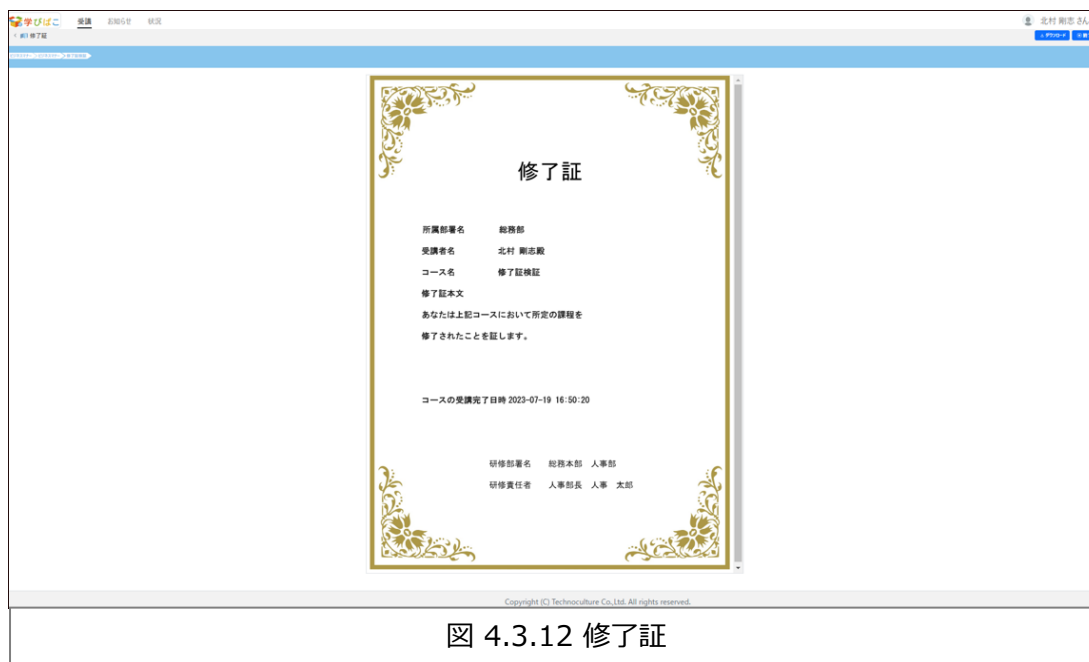 学びばこ 受講 お知らせ 状況 北村 剛志 さん
修了証 ダウンロード
修了証
所属部署名 総務部
受講者名 北村 剛志殿
コース名 修了証検証
修了証本文
あなたは上記コースにおいて所定の課程を
修了されたことを証します。
コースの受講完了日時 2023-07-19 16:50:20
研修部署名 総務本部 人事部
研修責任者 人事部長 人事 太郎
Copyright (C) Technoculture Co.,Ltd. All rights reserved.
図 4.3.12 修了証